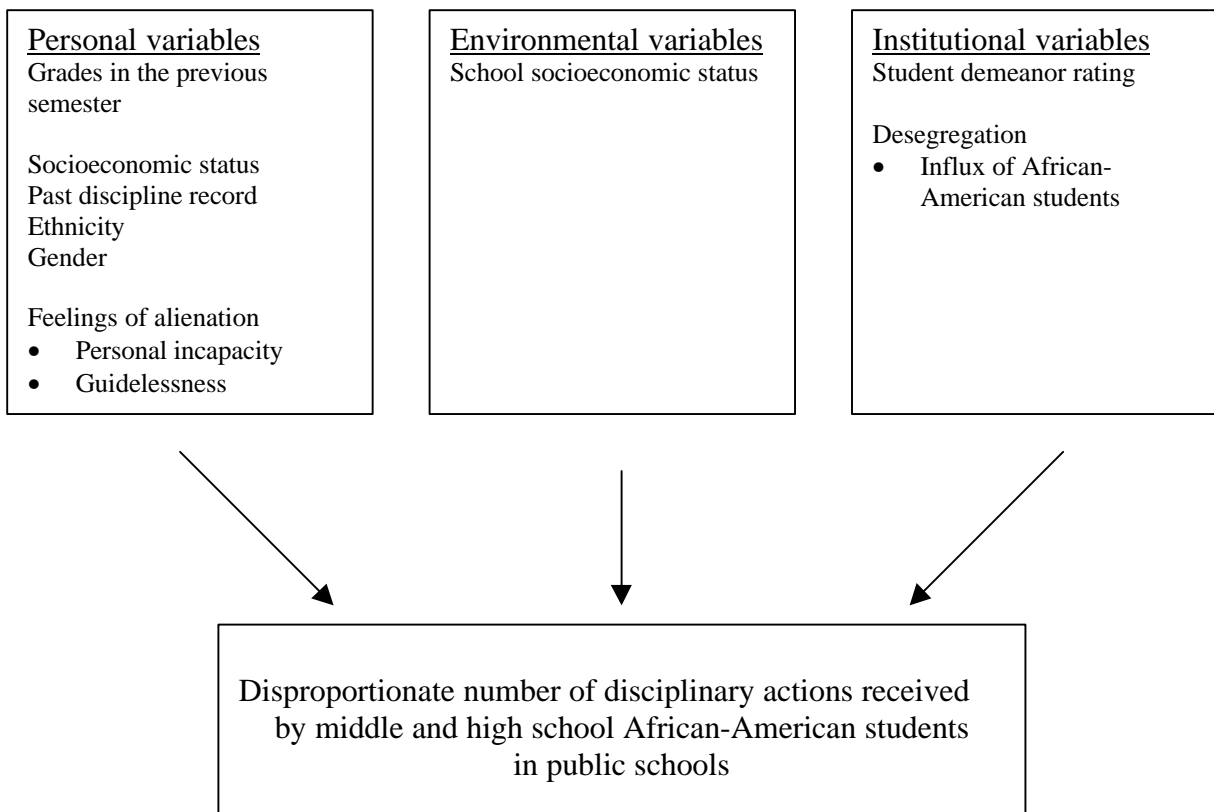 Personal variables
Grades in the previous
semester
Socioeconomic status
Past discipline record
Ethnicity
Gender
Feelings of alienation
• Personal incapacity
• Guidelessness
Environmental variables
School socioeconomic status
Institutional variables
Student demeanor rating
Desegregation
• Influx of African-
American students
Disproportionate number of disciplinary actions received
by middle and high school African-American students
in public schools